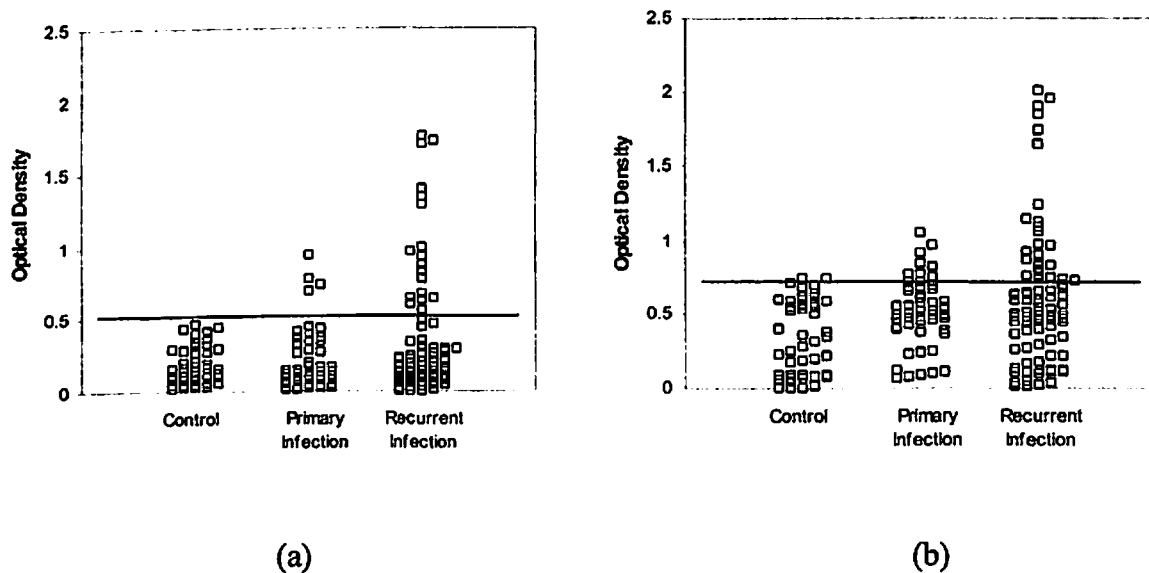 2.5
2
1.5
1
0.5
0
Optical Density
Control
Primary
Infection
Recurrent
Infection
(a)
2.5
2
1.5
1
0.5
0
Optical Density
Control
Primary
Infection
Recurrent
Infection
(b)